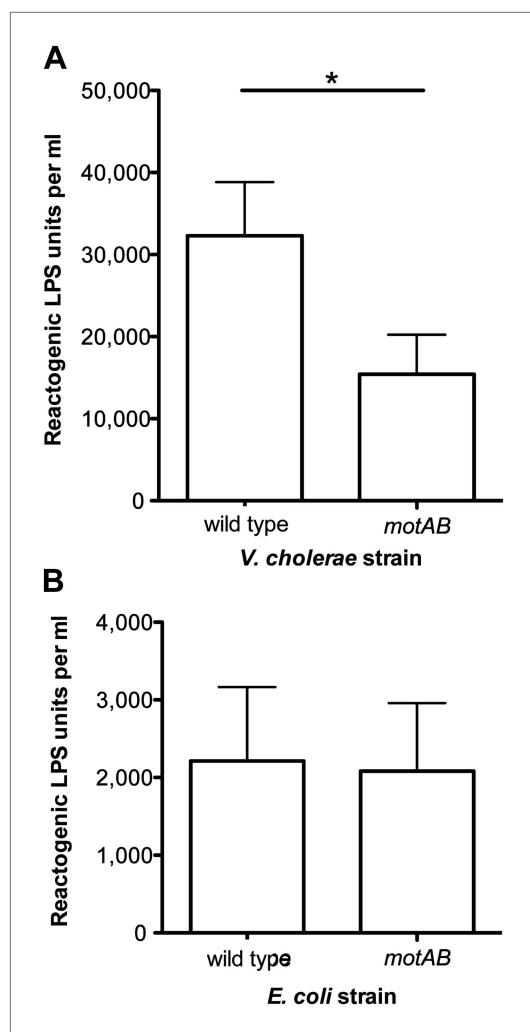 A
*
Reactogenic LPS units per ml
50,000
40,000
30,000
20,000
10,000
0
wild type motAB
V. cholerae strain
B
Reactogenic LPS units per ml
4,000
3,000
2,000
1,000
0
wild type motAB
E. coli strain